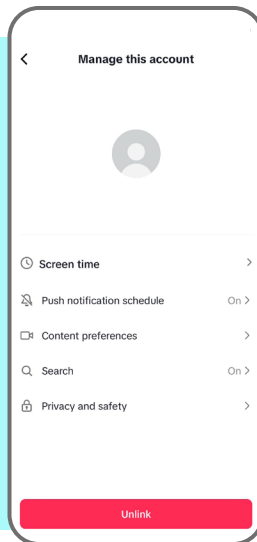 Manage this account
Screen time
Push notification schedule On
Content preferences
Search On
Privacy and safety
Unlink